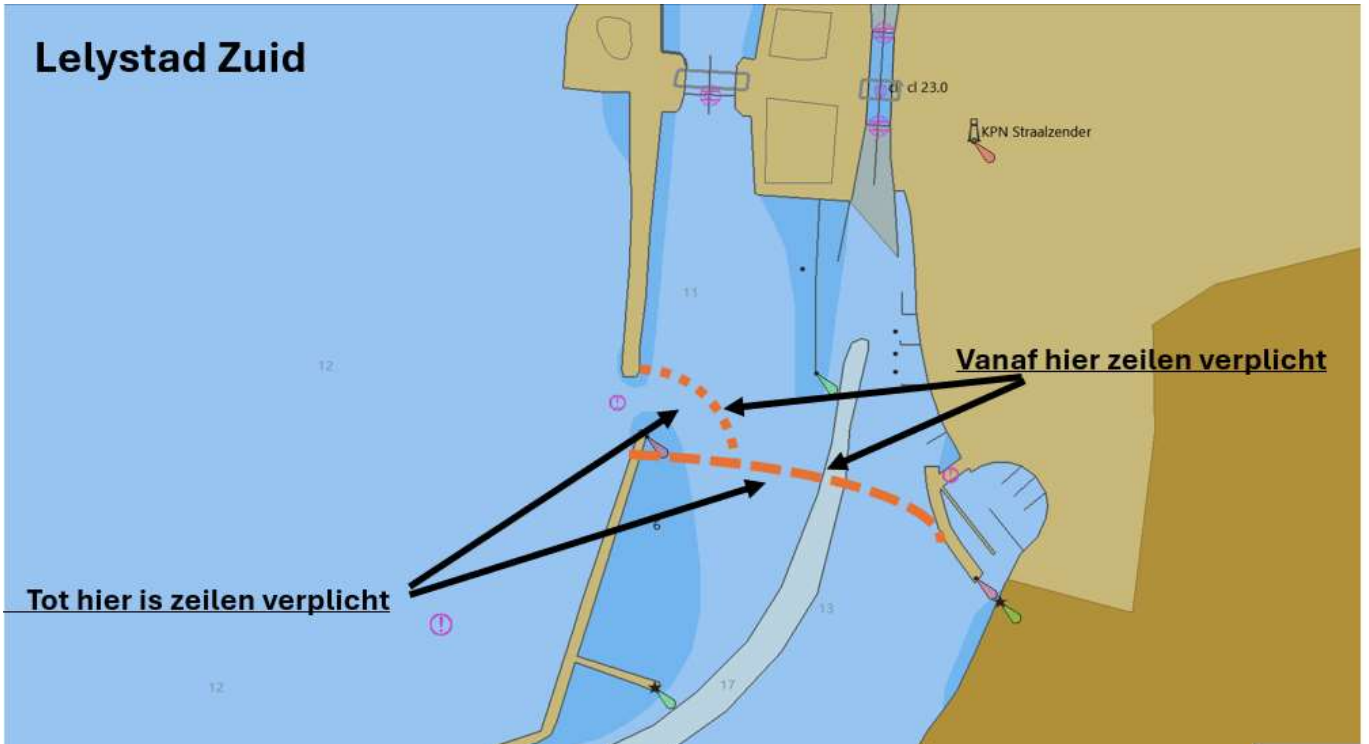 Lelystad Zuid
cl cl 23.0
KPN Straalzender
11
12
Vanaf hier zeilen verplicht
Tot hier is zeilen verplicht
13
12
17